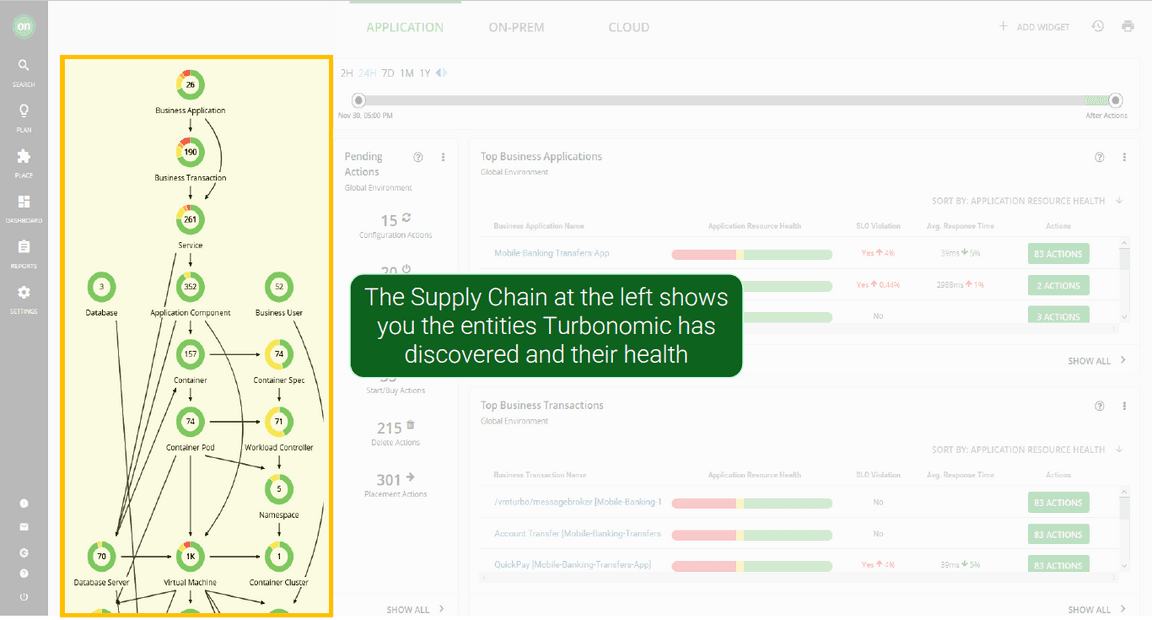 on
SEARCH
PLAN
PLACE
DASHBOARD
REPORTS
SETTINGS
APPLICATION
ON-PREM
CLOUD
ADD WIDGET
2H 24H 7D 1M 1Y
Nov 30, 05:00 PM
After Actions
26
Business Application
190
Business Transaction
261
Service
3
Database
352
Application Component
52
Business User
157
Container
74
Container Spec
74
Container Pod
71
Workload Controller
5
Namespace
70
Database Server
1K
Virtual Machine
1
Container Cluster
Pending
Actions
Global Environment
15
Configuration Actions
20
The Supply Chain at the left shows
you the entities Turbonomic has
discovered and their health
Start/Buy Actions
215
Delete Actions
301
Placement Actions
SHOW ALL
Top Business Applications
Global Environment
SORT BY: APPLICATION RESOURCE HEALTH
Business Application Name Application Resource Health SLO Violation Avg. Response Time Actions
Mobile-Banking Transfers-App Yes 4% 39ms 5% 83 ACTIONS
Yes 0.44% 2988ms 1% 2 ACTIONS
No 3 ACTIONS
SHOW ALL
Top Business Transactions
Global Environment
SORT BY: APPLICATION RESOURCE HEALTH
Business Transaction Name Application Resource Health SLO Violation Avg. Response Time Actions
/vmturbo/messagebroker [Mobile-Banking-1 No 83 ACTIONS
Account Transfer [Mobile-Banking-Transfers No 83 ACTIONS
QuickPay [Mobile-Banking-Transfers-App] Yes 4% 39ms 5% 83 ACTIONS
SHOW ALL